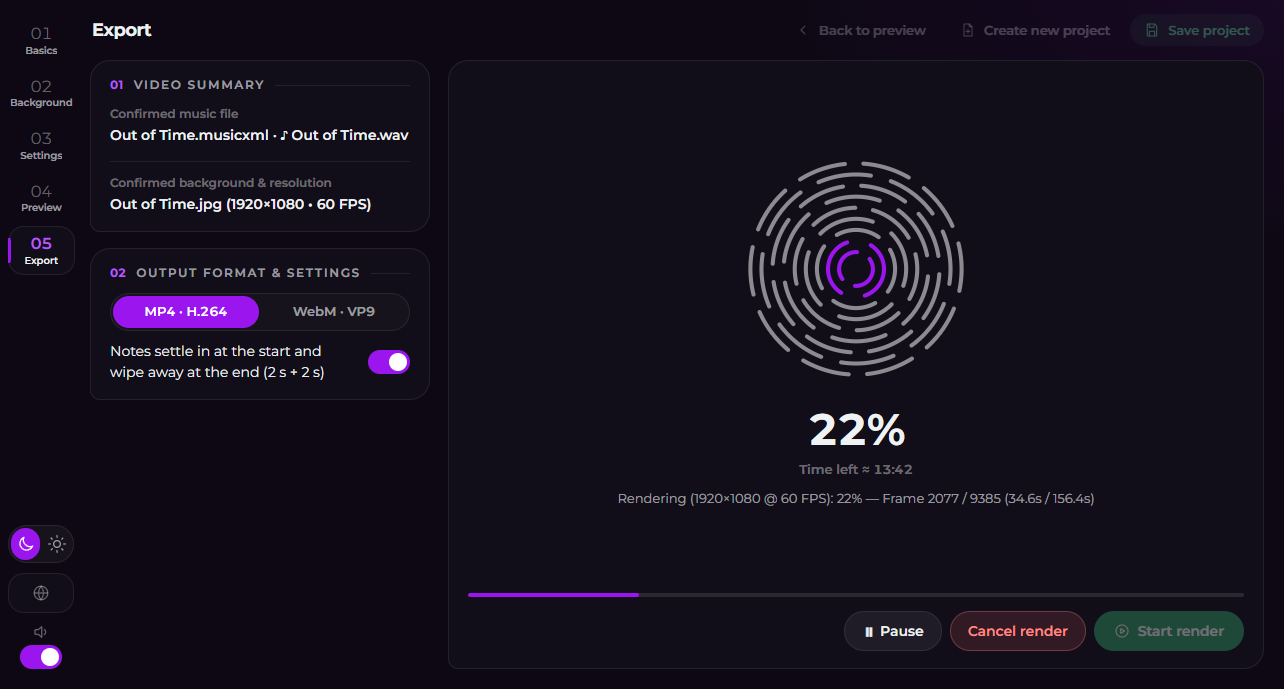 01
Basics
02
Background
03
Settings
04
Preview
05
Export
Export
Back to preview
Create new project
Save project
01 VIDEO SUMMARY
Confirmed music file
Out of Time.musicxml · ♪ Out of Time.wav
Confirmed background & resolution
Out of Time.jpg (1920×1080 • 60 FPS)
02 OUTPUT FORMAT & SETTINGS
MP4 · H.264
WebM · VP9
Notes settle in at the start and
wipe away at the end (2 s + 2 s)
22%
Time left ≈ 13:42
Rendering (1920×1080 @ 60 FPS): 22% — Frame 2077 / 9385 (34.6s / 156.4s)
Pause
Cancel render
Start render